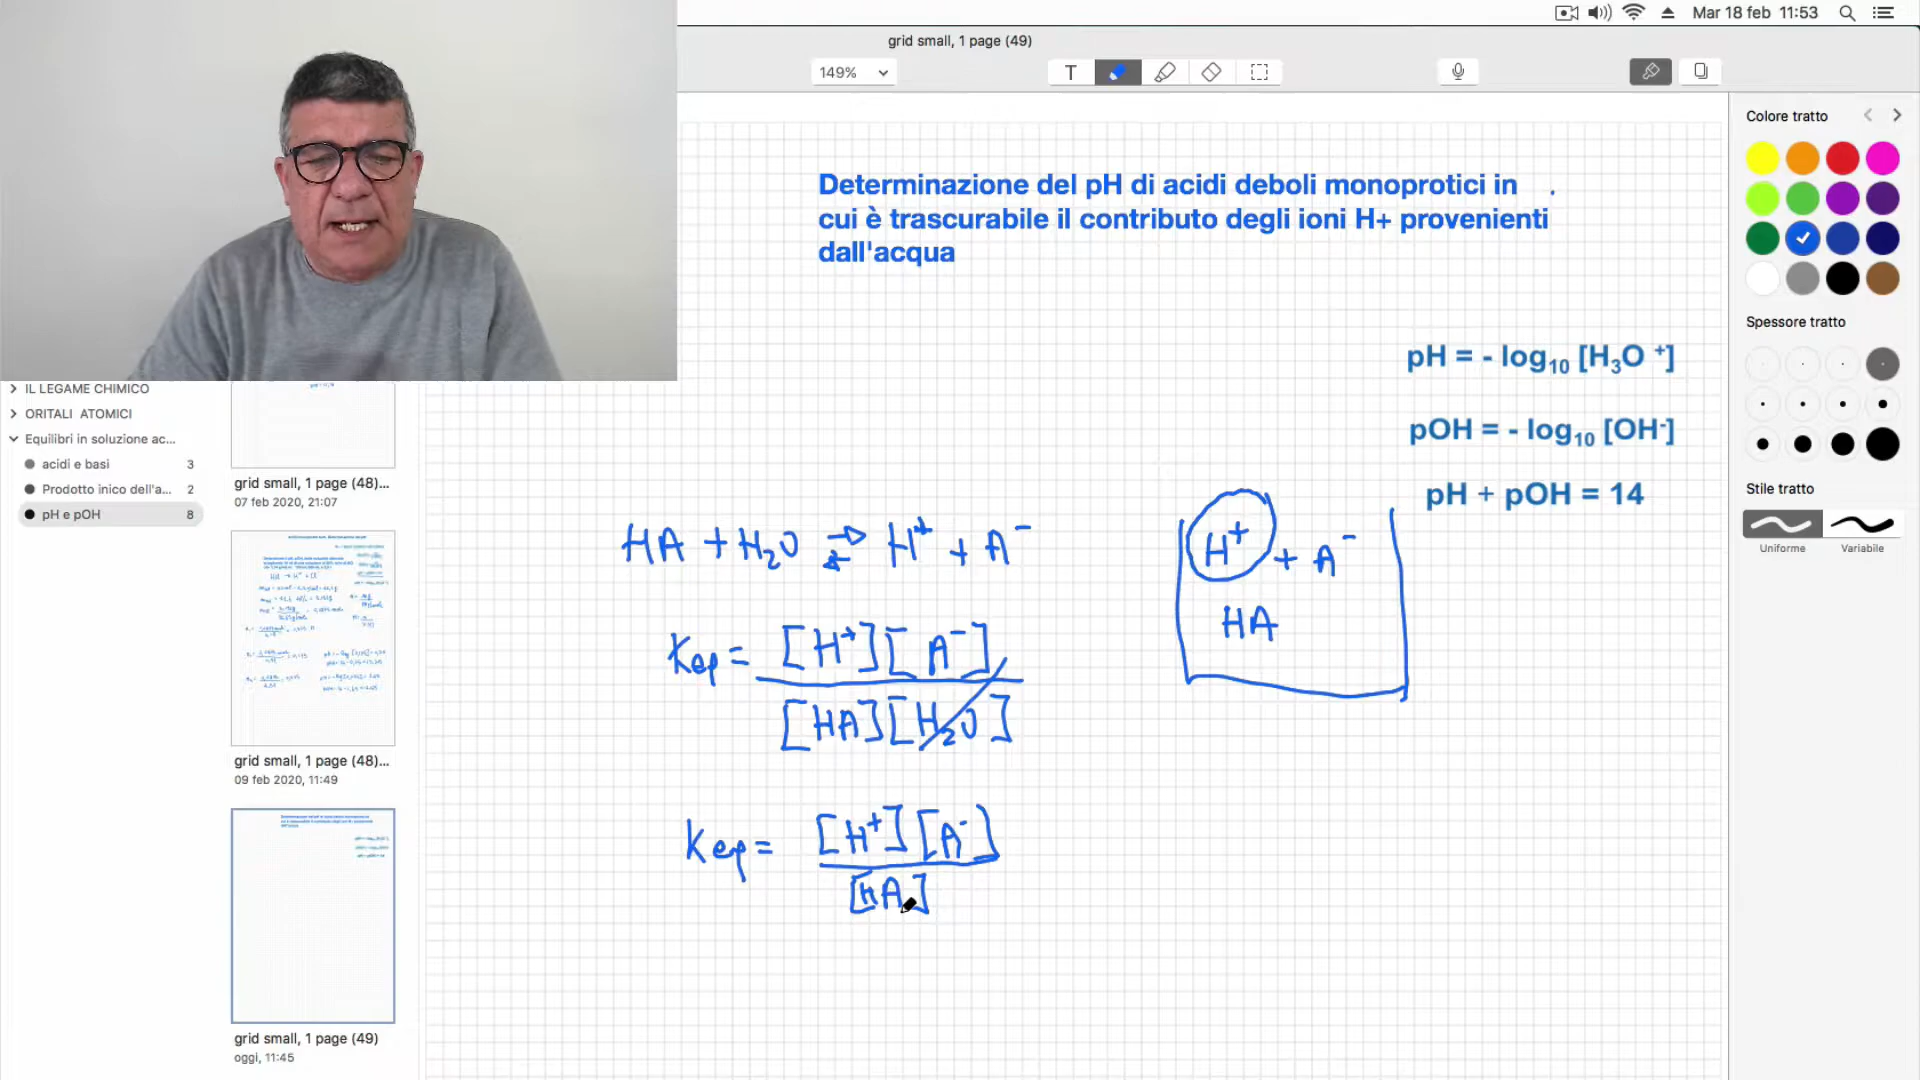 Mar 18 feb 11:53
grid small, 1 page (49)
149%
T
Colore tratto
Determinazione del pH di acidi deboli monoprotici in .
cui è trascurabile il contributo degli ioni H+ provenienti
dall'acqua
Spessore tratto
pH = - log₁₀ [H₃O ⁺]
pOH = - log₁₀ [OH⁻]
pH + pOH = 14
Stile tratto
Uniforme
Variabile
IL LEGAME CHIMICO
ORITALI ATOMICI
Equilibri in soluzione ac...
acidi e basi 3
Prodotto inico dell'a... 2
pH e pOH 8
grid small, 1 page (48)...
07 feb 2020, 21:07
grid small, 1 page (48)...
09 feb 2020, 11:49
grid small, 1 page (49)
oggi, 11:45
HA + H₂O ⇌ H⁺ + A⁻
H⁺ + A⁻
HA
Keq = [H⁺][A⁻]
[HA][H₂O]
Keq = [H⁺][A⁻]
[HA]